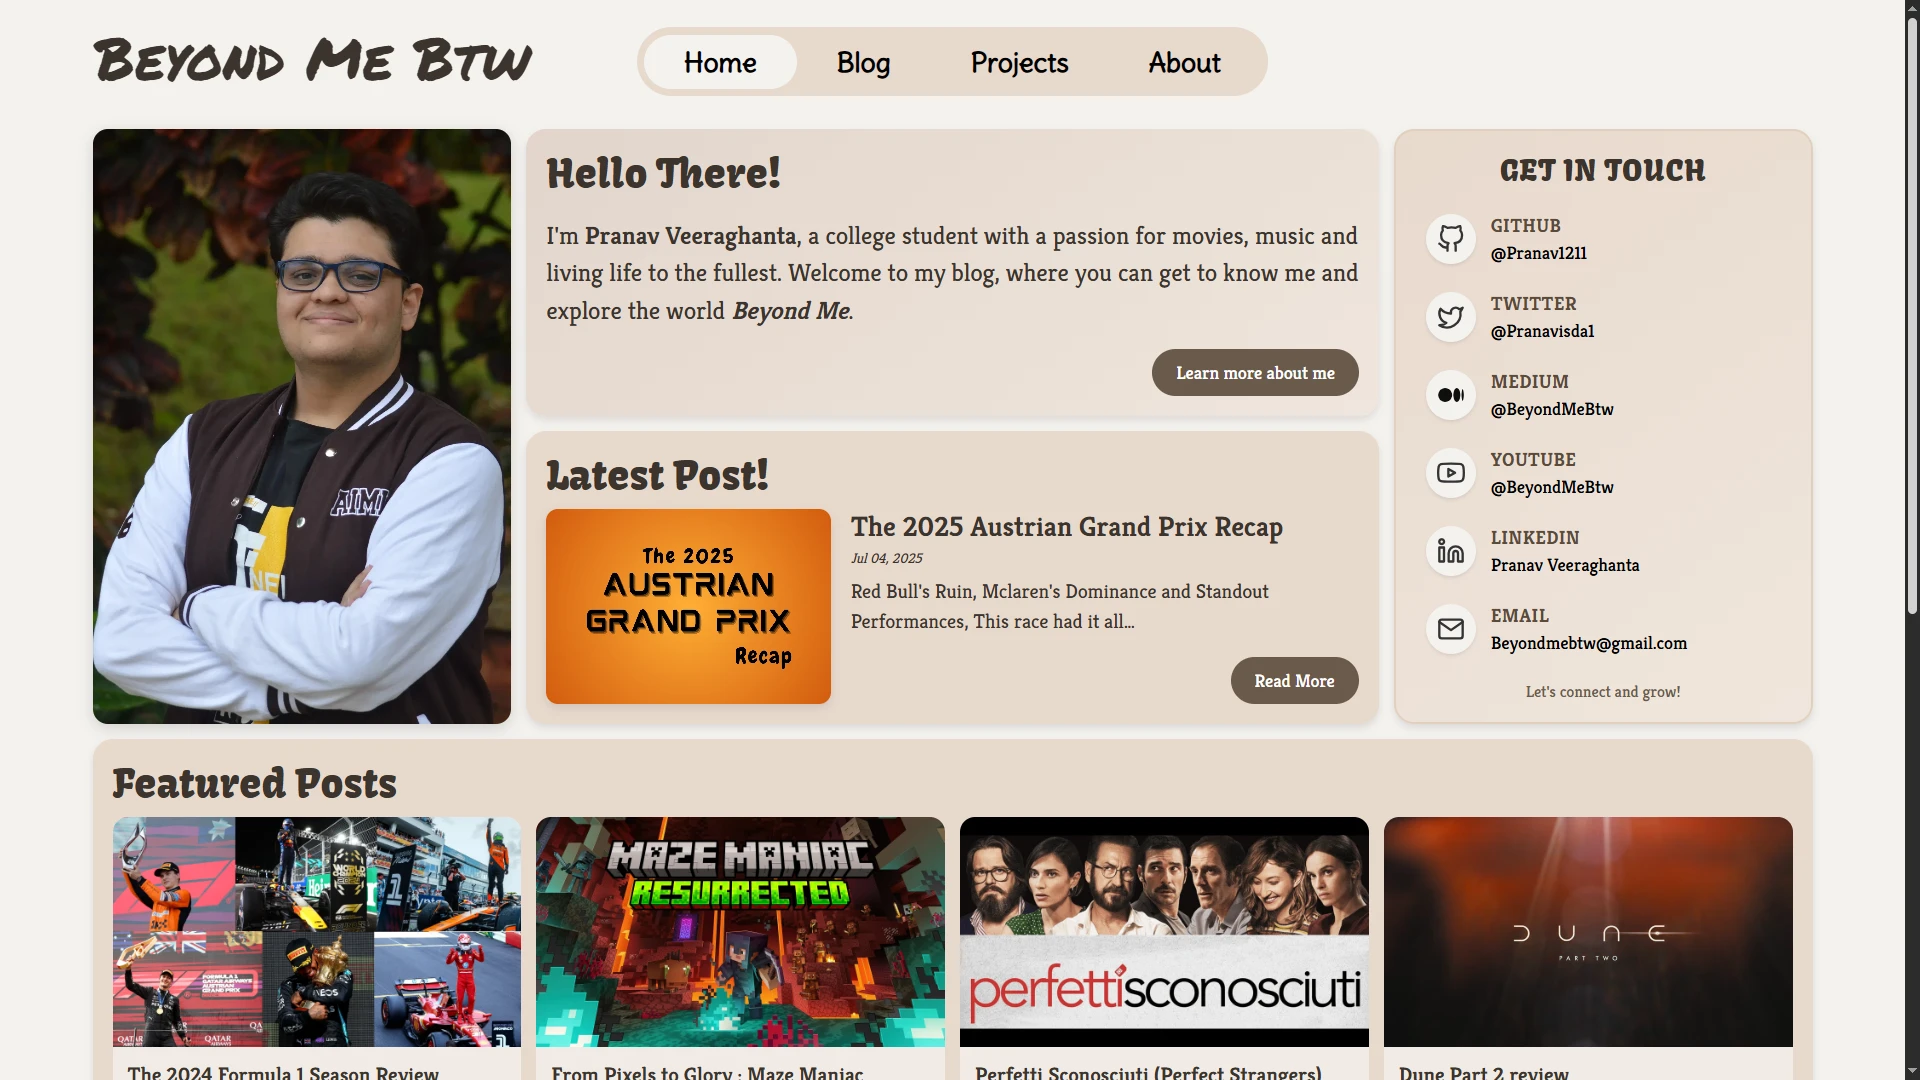 Beyond Me Btw
Home
Blog
Projects
About
Hello There!
I'm Pranav Veeraghanta, a college student with a passion for movies, music and
living life to the fullest. Welcome to my blog, where you can get to know me and
explore the world Beyond Me.
Learn more about me
Latest Post!
The 2025
AUSTRIAN
GRAND PRIX
Recap
The 2025 Austrian Grand Prix Recap
Jul 04, 2025
Red Bull's Ruin, Mclaren's Dominance and Standout
Performances, This race had it all...
Read More
GET IN TOUCH
GITHUB
@Pranav1211
TWITTER
@Pranavisda1
MEDIUM
@BeyondMeBtw
YOUTUBE
@BeyondMeBtw
LINKEDIN
Pranav Veeraghanta
EMAIL
Beyondmebtw@gmail.com
Let's connect and grow!
Featured Posts
MAZE MANIAC
RESURRECTED
perfettisconosciuti
DUNE
PART TWO
The 2024 Formula 1 Season Review
From Pixels to Glory : Maze Maniac
Perfetti Sconosciuti (Perfect Strangers)
Dune Part 2 review